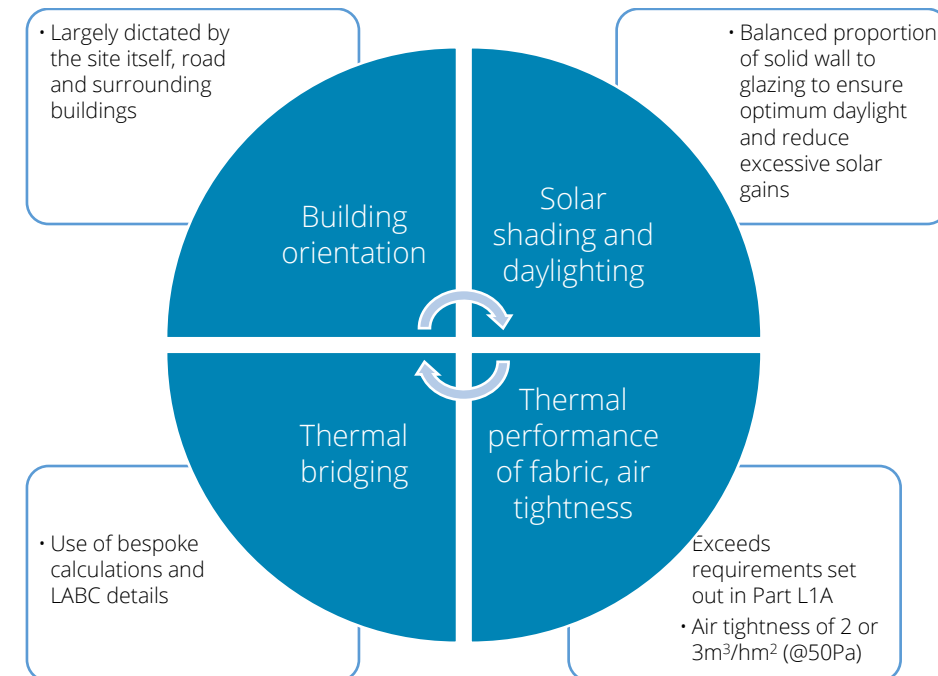 • Largely dictated by
the site itself, road
and surrounding
buildings
• Balanced proportion
of solid wall to
glazing to ensure
optimum daylight
and reduce
excessive solar
gains
Building
orientation
Solar
shading and
daylighting
Thermal
bridging
Thermal
performance
of fabric, air
tightness
• Use of bespoke
calculations and
LABC details
Exceeds
requirements set
out in Part L1A
• Air tightness of 2 or
3m³/hm² (@50Pa)